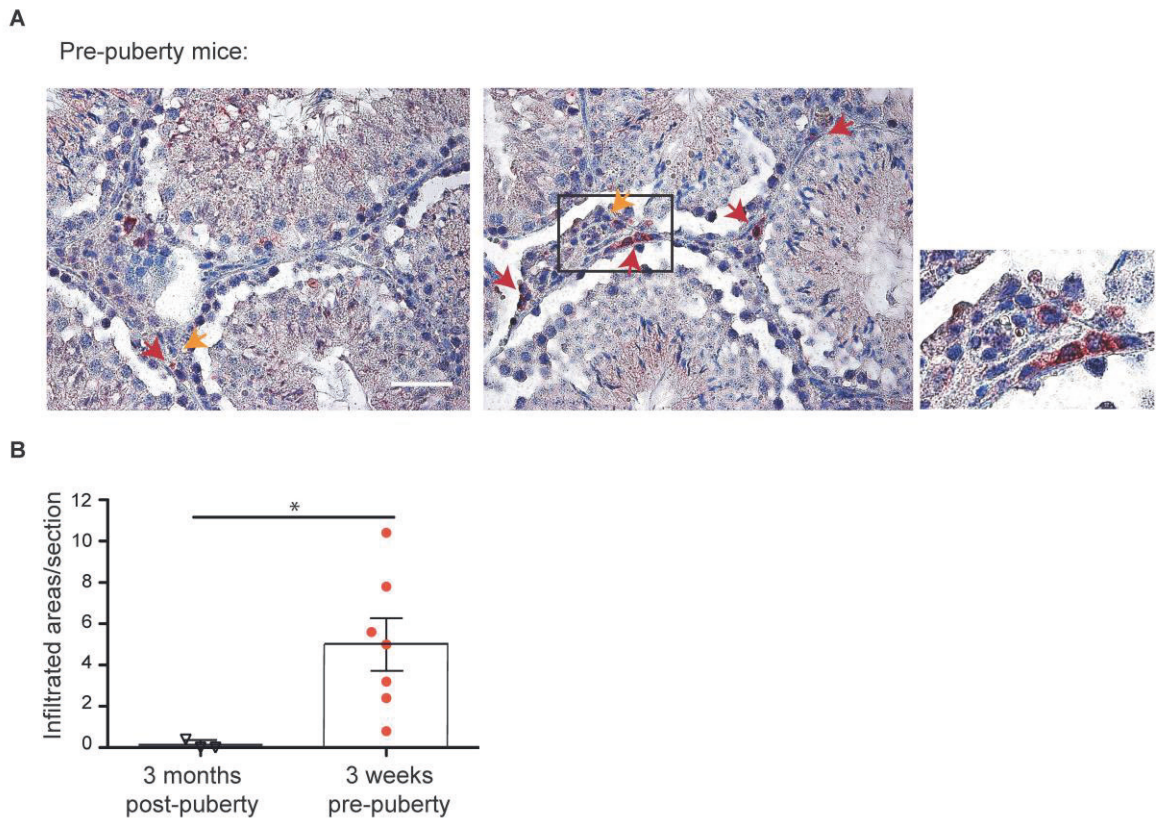 A
Pre-puberty mice:
B
Infiltrated areas/section
12
10
8
6
4
2
0
*
3 months
post-puberty
3 weeks
pre-puberty